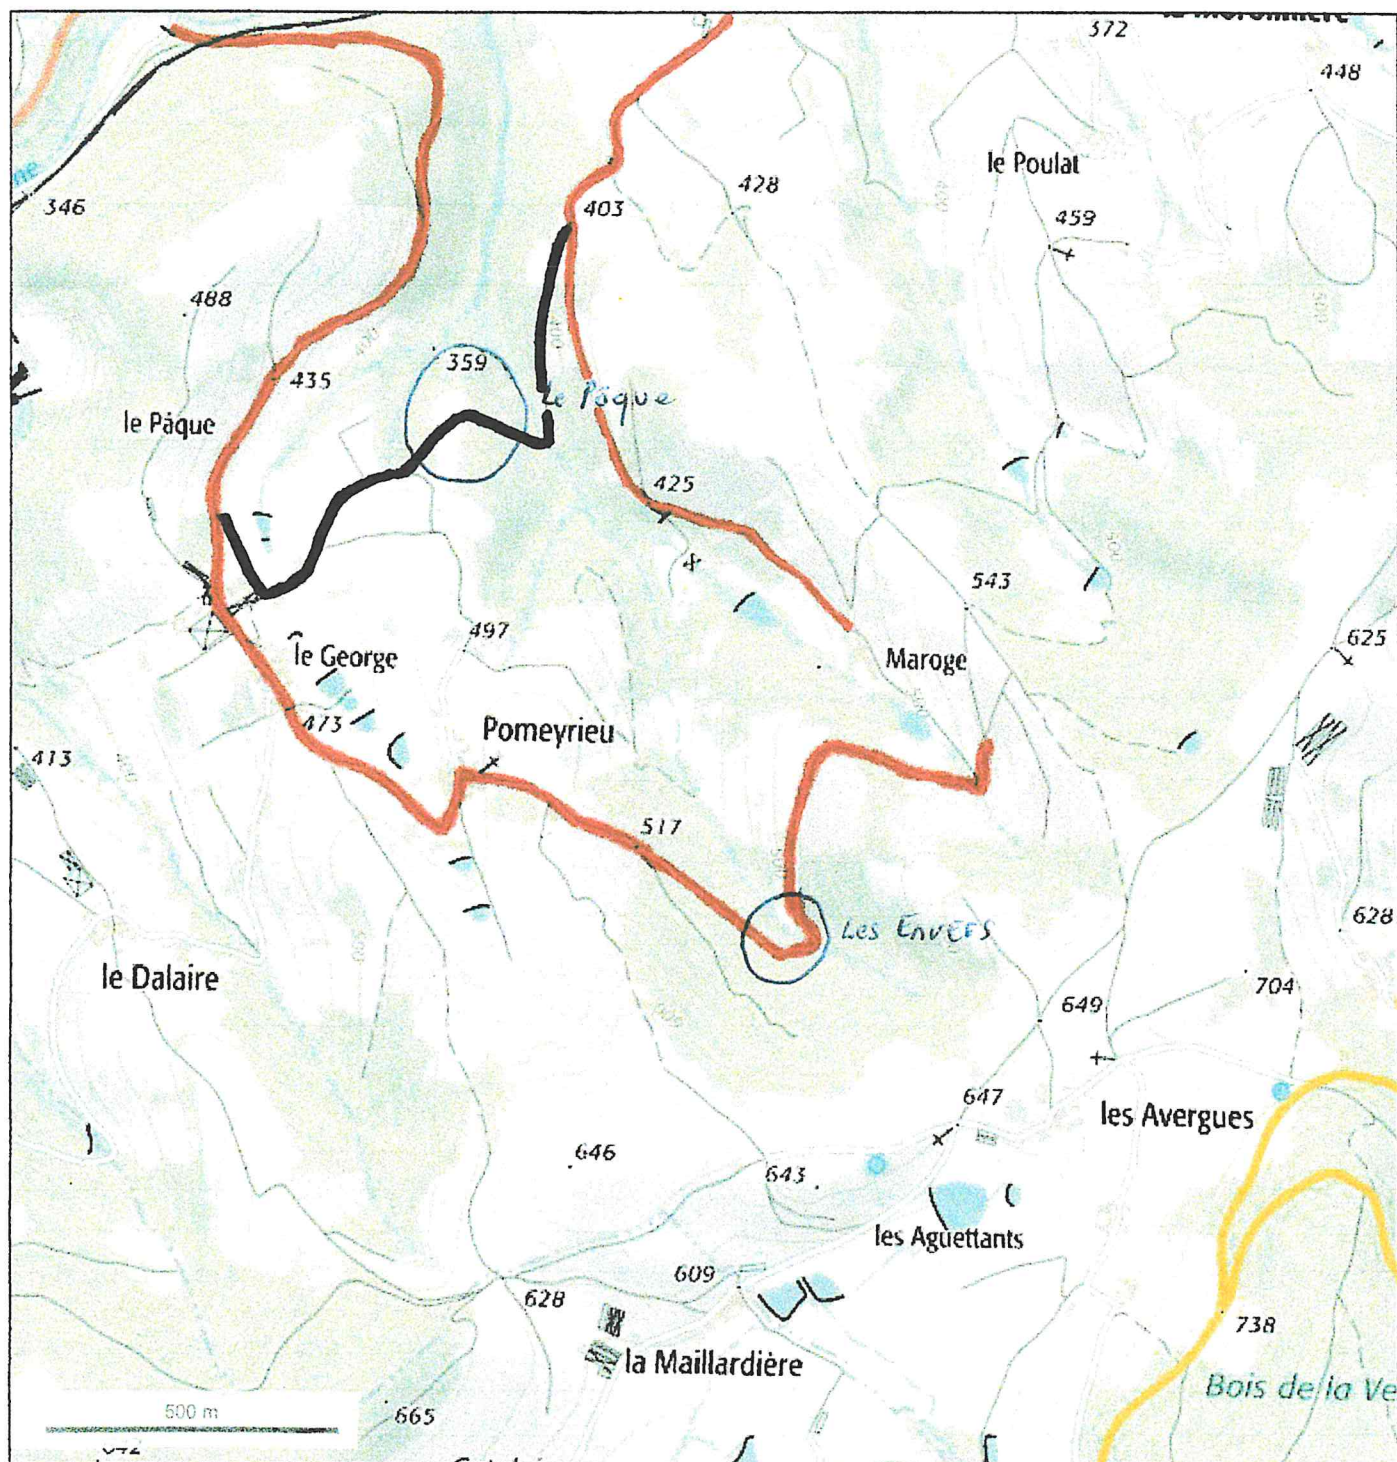 372
448
le Poulat
428
459
403
346
488
359
435
Le Pâque
le Pâque
425
543
497
625
le George
Maroge
473
Pomeyrieu
413
517
628
Les ENVERS
le Dalaire
704
649
647
les Avergues
646
643
les Aguettants
609
628
738
la Maillardière
Bois de la Ve
500 m
665